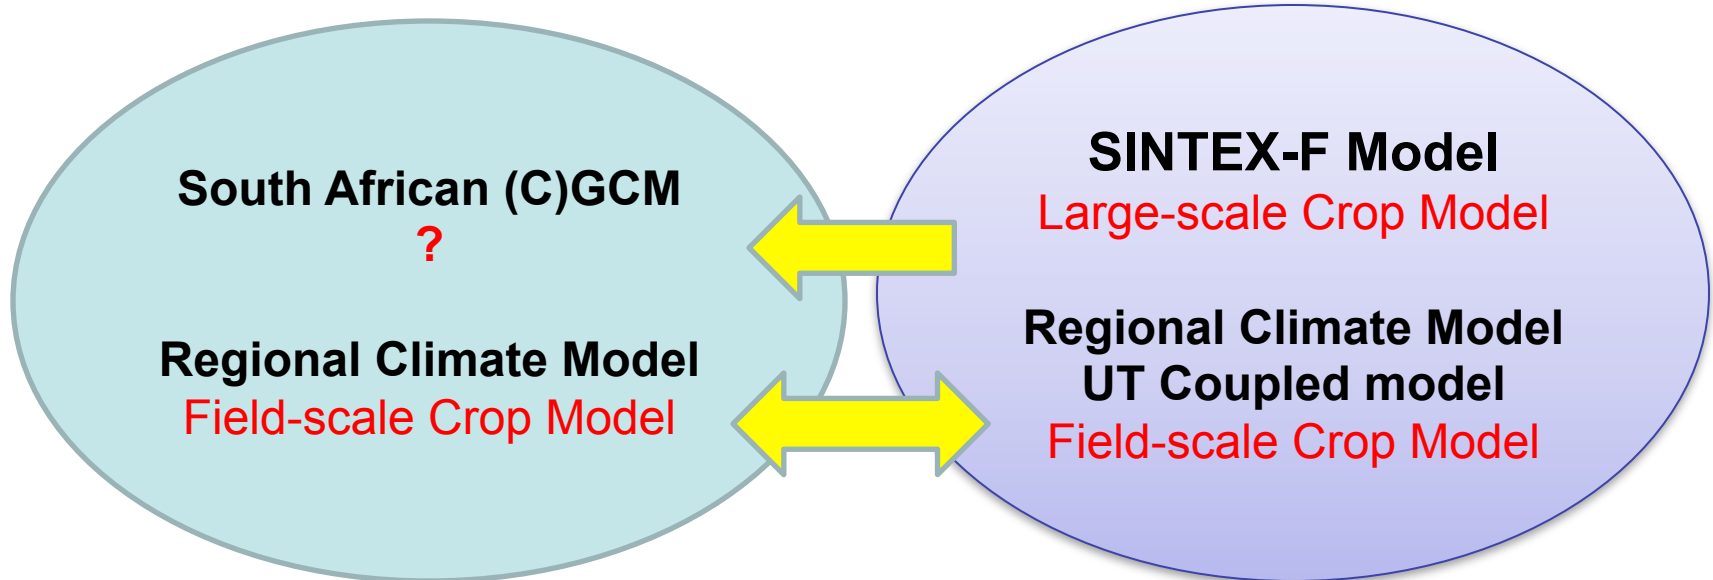 South African (C)GCM
?
Regional Climate Model
Field-scale Crop Model
SINTEX-F Model
Large-scale Crop Model
Regional Climate Model
UT Coupled model
Field-scale Crop Model